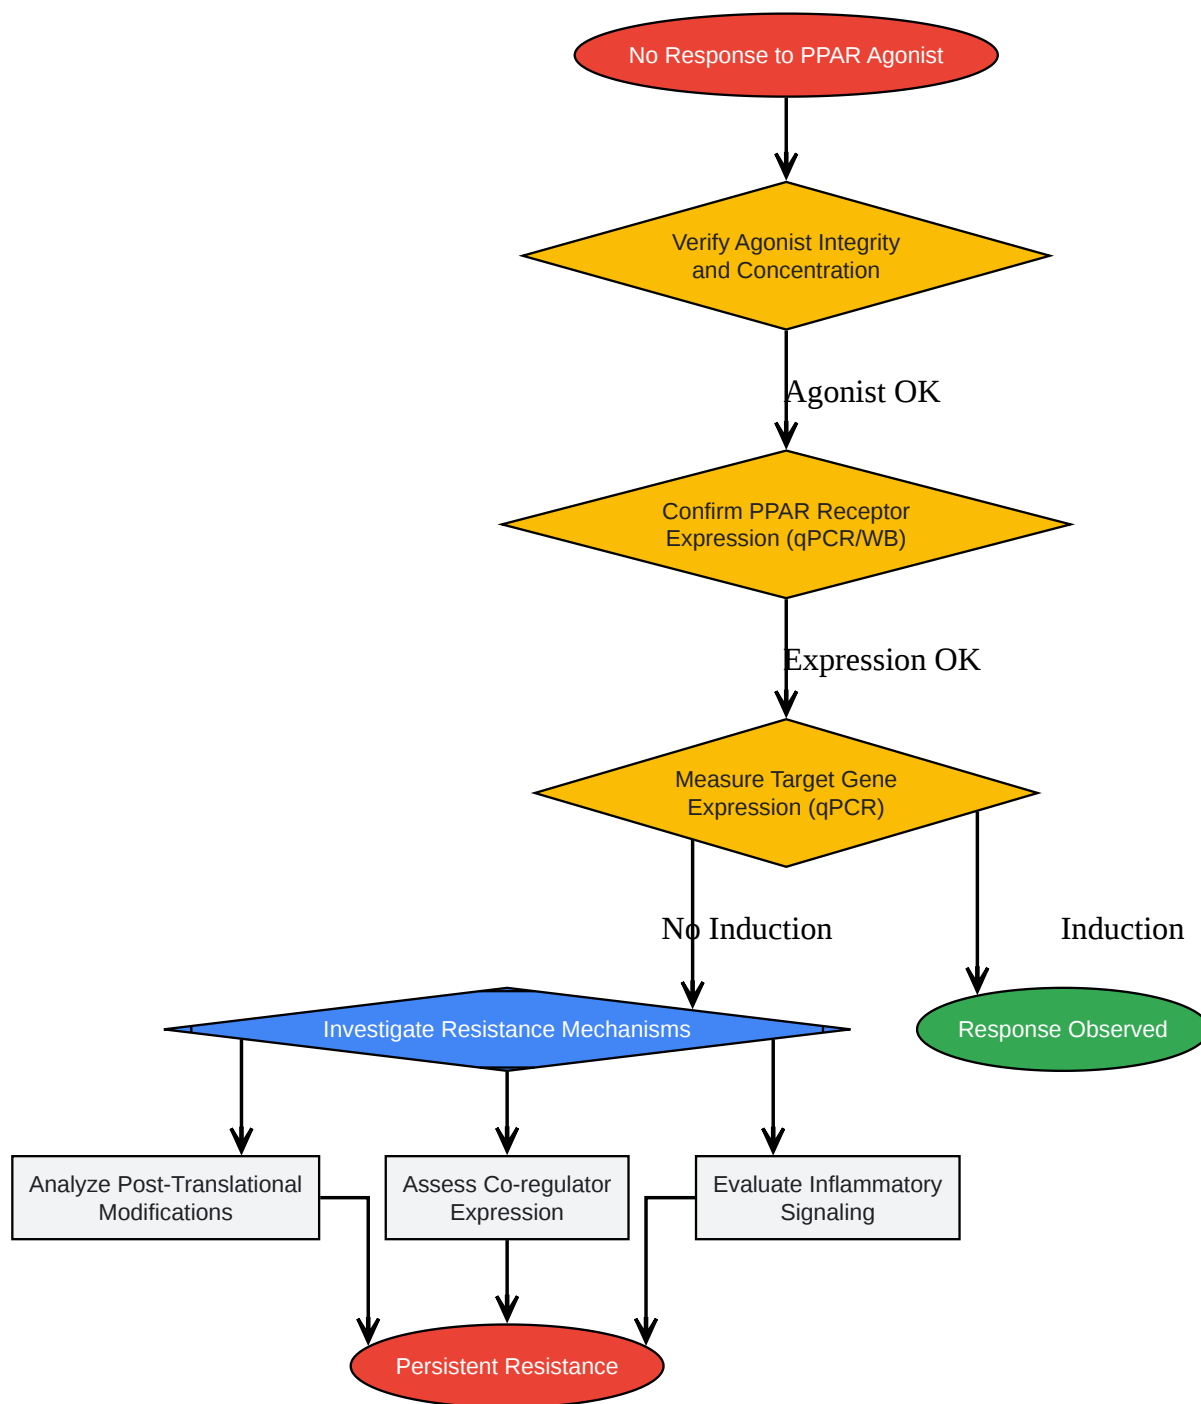 No Response to PPAR Agonist
Verify Agonist Integrity
and Concentration
Agonist OK
Confirm PPAR Receptor
Expression (qPCR/WB)
Expression OK
Measure Target Gene
Expression (qPCR)
No Induction
Induction
Investigate Resistance Mechanisms
Response Observed
Analyze Post-Translational
Modifications
Assess Co-regulator
Expression
Evaluate Inflammatory
Signaling
Persistent Resistance